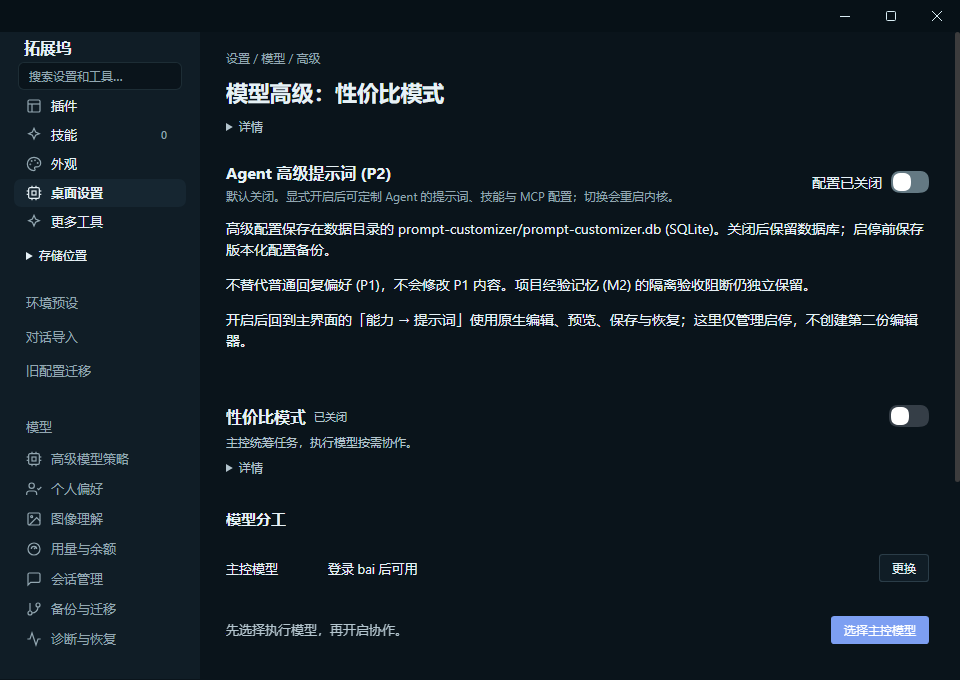 拓展坞
搜索设置和工具...
插件
技能 0
外观
桌面设置
更多工具
存储位置
环境预设
对话导入
旧配置迁移
模型
高级模型策略
个人偏好
图像理解
用量与余额
会话管理
备份与迁移
诊断与恢复
设置 / 模型 / 高级
模型高级：性价比模式
详情
Agent 高级提示词 (P2)
默认关闭。显式开启后可定制 Agent 的提示词、技能与 MCP 配置；切换会重启内核。
配置已关闭
高级配置保存在数据目录的 prompt-customizer/prompt-customizer.db (SQLite)。关闭后保留数据库；启停前保存
版本化配置备份。
不替代普通回复偏好 (P1)，不会修改 P1 内容。项目经验记忆 (M2) 的隔离验收阻断仍独立保留。
开启后回到主界面的「能力 → 提示词」使用原生编辑、预览、保存与恢复；这里仅管理启停，不创建第二份编辑
器。
性价比模式 已关闭
主控统筹任务，执行模型按需协作。
详情
模型分工
主控模型 登录 bai 后可用 更换
先选择执行模型，再开启协作。 选择主控模型